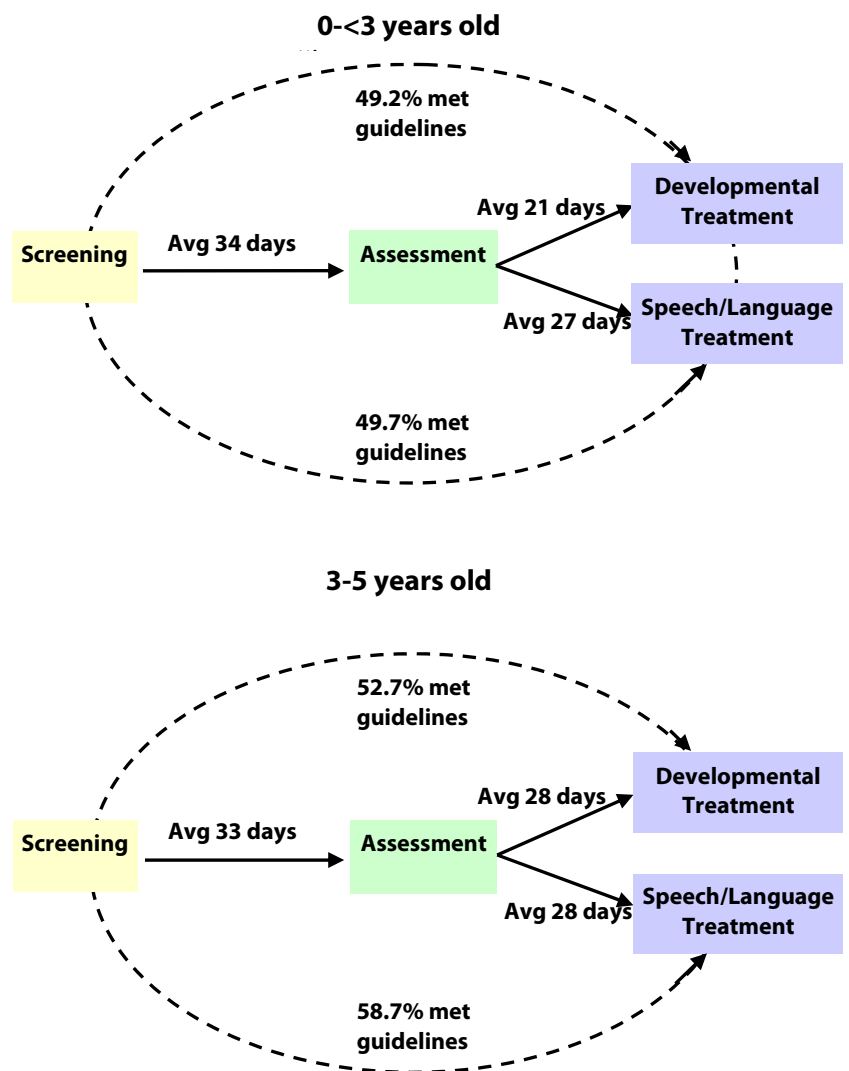 0-<3 years old
49.2% met
guidelines
Developmental
Treatment
Avg 21 days
Screening
Avg 34 days
Assessment
Speech/Language
Treatment
Avg 27 days
49.7% met
guidelines
3-5 years old
52.7% met
guidelines
Developmental
Treatment
Avg 28 days
Screening
Avg 33 days
Assessment
Speech/Language
Treatment
Avg 28 days
58.7% met
guidelines